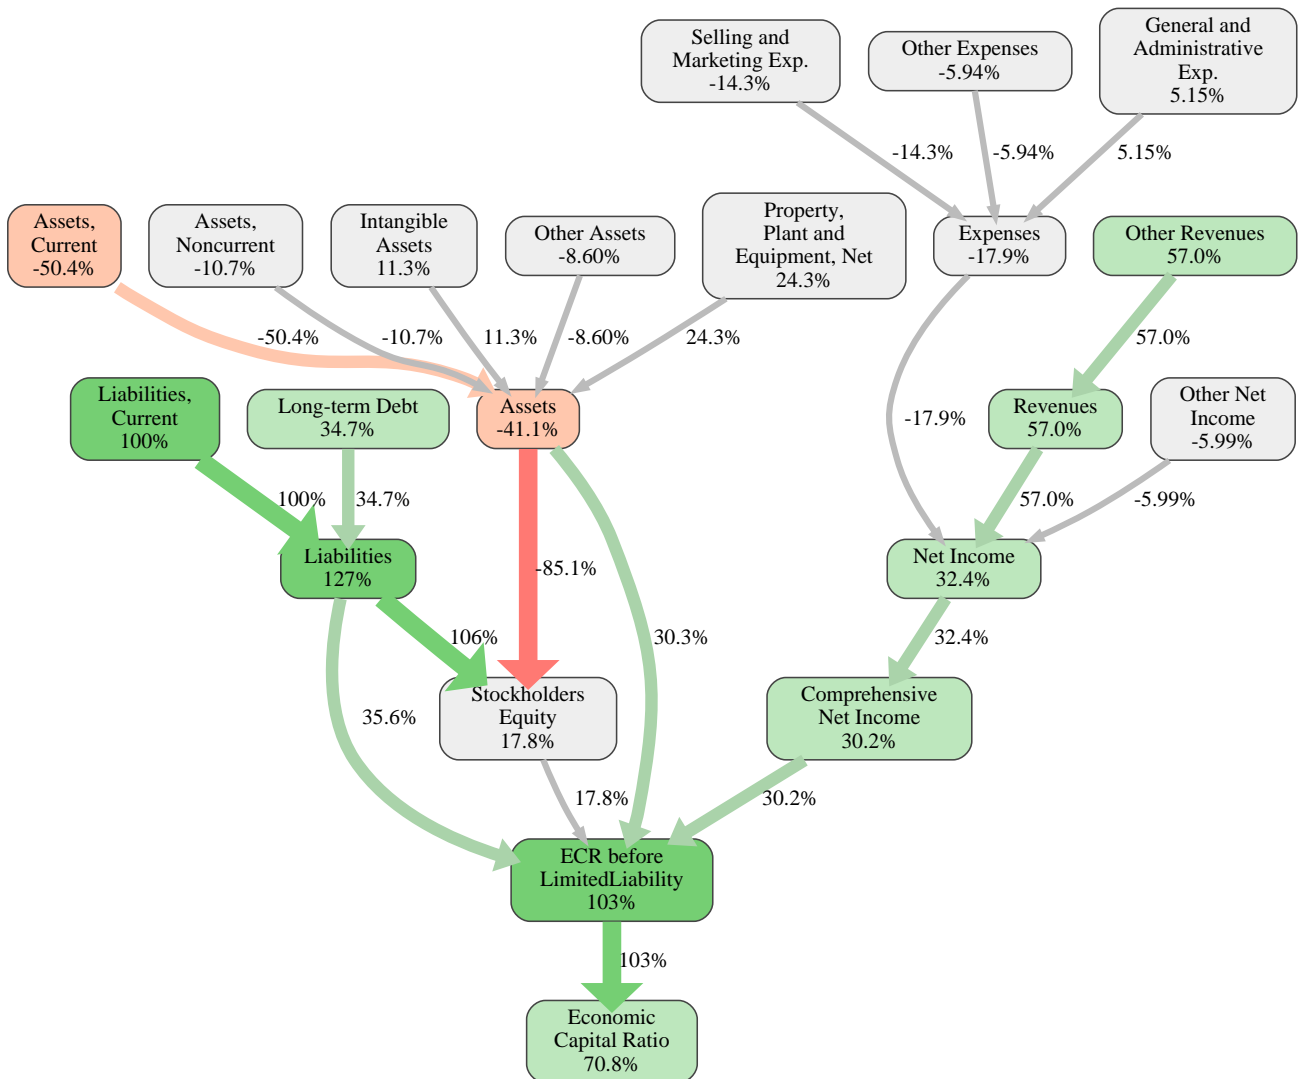 Selling and
Marketing Exp.
-14.3%
Other Expenses
-5.94%
General and
Administrative
Exp.
5.15%
-14.3%
-5.94%
5.15%
Assets,
Current
-50.4%
Assets,
Noncurrent
-10.7%
Intangible
Assets
11.3%
Other Assets
-8.60%
Property,
Plant and
Equipment, Net
24.3%
Expenses
-17.9%
Other Revenues
57.0%
-50.4%
-10.7%
11.3%
-8.60%
24.3%
57.0%
Liabilities,
Current
100%
Long-term Debt
34.7%
Assets
-41.1%
-17.9%
Revenues
57.0%
Other Net
Income
-5.99%
100%
34.7%
57.0%
-5.99%
Liabilities
127%
-85.1%
Net Income
32.4%
106%
30.3%
32.4%
35.6%
Stockholders
Equity
17.8%
Comprehensive
Net Income
30.2%
17.8%
30.2%
ECR before
LimitedLiability
103%
103%
Economic
Capital Ratio
70.8%